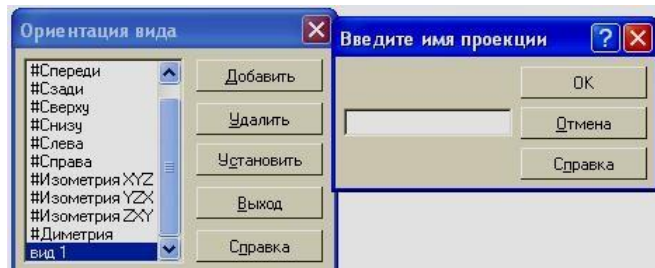 Ориентация вида
#Спереди
#Сзади
#Сверху
#Снизу
#Слева
#Справа
#Изометрия XYZ
#Изометрия YZX
#Изометрия ZXY
#Диметрия
вид 1
Добавить
Удалить
Установить
Выход
Справка
Введите имя проекции
?
OK
Отмена
Справка